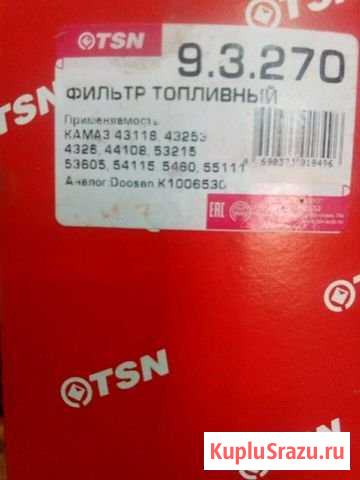 TSN
9.3.270
ФИЛЬТР ТОПЛИВНЫЙ
Применяемость
КАМАЗ 43118, 43253
4326, 44108, 53215
53605, 54115, 5460, 55111
Аналог:Doosan K1006530
EAC
TSN
TSN
TSN
TSN
KupluSrazu.ru